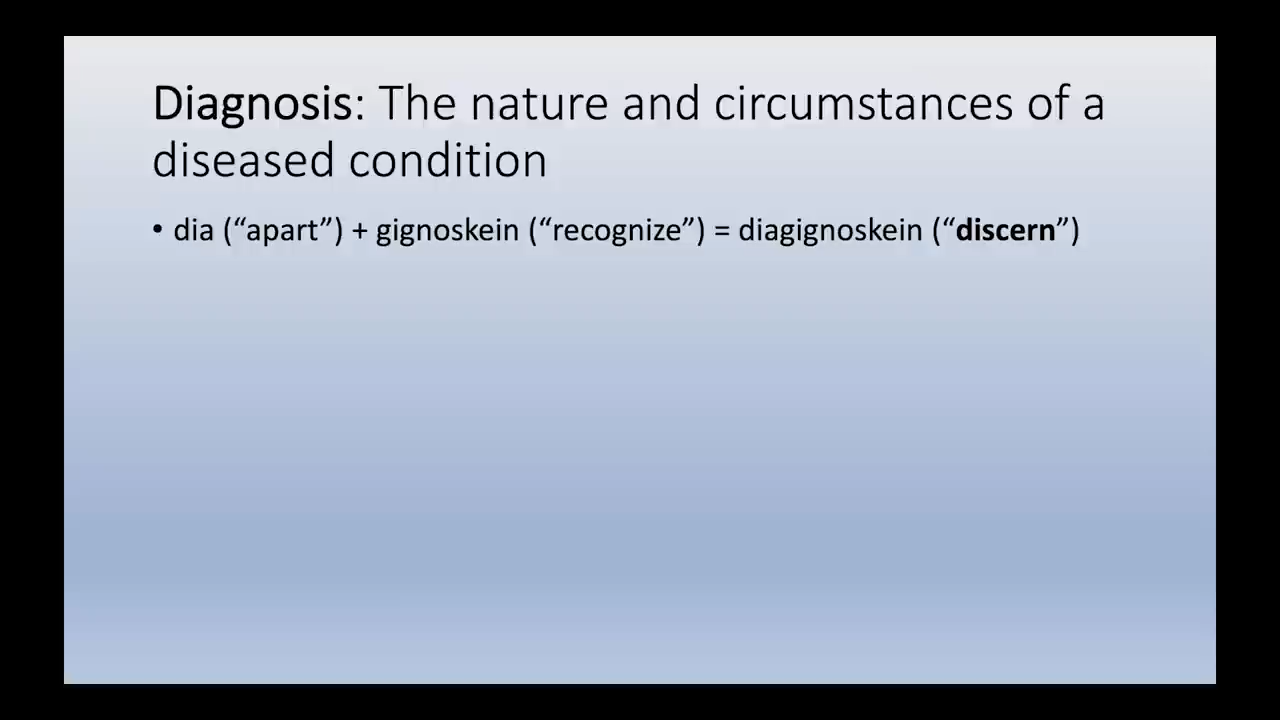 Diagnosis: The nature and circumstances of a
diseased condition
• dia (“apart”) + gignoskein (“recognize”) = diagignoskein (“discern”)